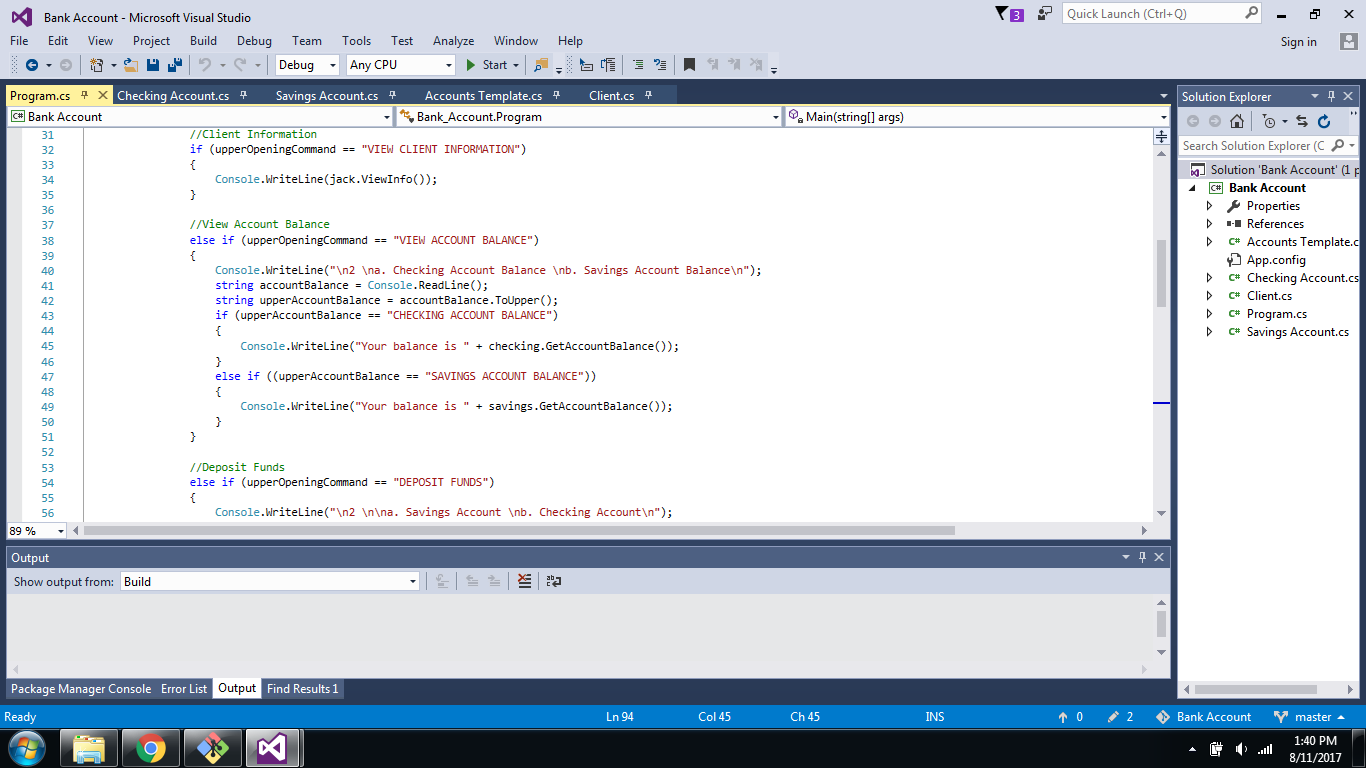 Bank Account - Microsoft Visual Studio
3
Quick Launch (Ctrl+Q)
File Edit View Project Build Debug Team Tools Test Analyze Window Help
Sign in
Debug Any CPU Start
Program.cs Checking Account.cs Savings Account.cs Accounts Template.cs Client.cs
C# Bank Account Bank_Account.Program Main(string[] args)
31 //Client Information
32 if (upperOpeningCommand == "VIEW CLIENT INFORMATION")
33 {
34 Console.WriteLine(jack.ViewInfo());
35 }
36
37 //View Account Balance
38 else if (upperOpeningCommand == "VIEW ACCOUNT BALANCE")
39 {
40 Console.WriteLine("\n2 \na. Checking Account Balance \nb. Savings Account Balance\n");
41 string accountBalance = Console.ReadLine();
42 string upperAccountBalance = accountBalance.ToUpper();
43 if (upperAccountBalance == "CHECKING ACCOUNT BALANCE")
44 {
45 Console.WriteLine("Your balance is " + checking.GetAccountBalance());
46 }
47 else if ((upperAccountBalance == "SAVINGS ACCOUNT BALANCE"))
48 {
49 Console.WriteLine("Your balance is " + savings.GetAccountBalance());
50 }
51 }
52
53 //Deposit Funds
54 else if (upperOpeningCommand == "DEPOSIT FUNDS")
55 {
56 Console.WriteLine("\n2 \n\na. Savings Account \nb. Checking Account\n");
89 %
Solution Explorer
Search Solution Explorer (C
Solution 'Bank Account' (1 p
C# Bank Account
Properties
References
C# Accounts Template.c
App.config
C# Checking Account.cs
C# Client.cs
C# Program.cs
C# Savings Account.cs
Output
Show output from: Build
Package Manager Console Error List Output Find Results 1
Ready Ln 94 Col 45 Ch 45 INS 0 2 Bank Account master
1:40 PM
8/11/2017